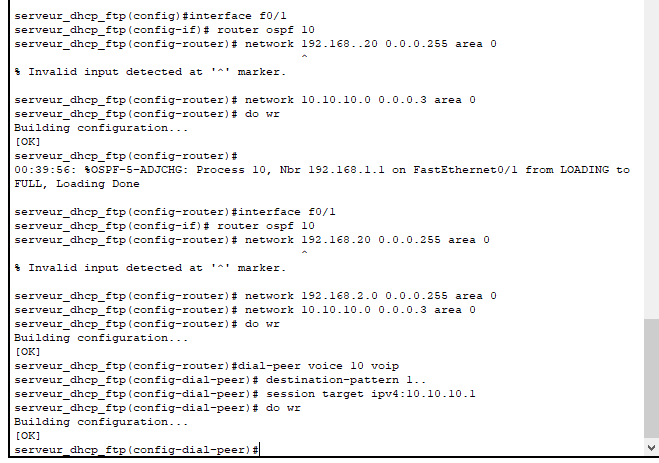 serveur_dhcp_ftp(config)#interface f0/1
serveur_dhcp_ftp(config-if)# router ospf 10
serveur_dhcp_ftp(config-router)# network 192.168..20 0.0.0.255 area 0
^
% Invalid input detected at '^' marker.
serveur_dhcp_ftp(config-router)# network 10.10.10.0 0.0.0.3 area 0
serveur_dhcp_ftp(config-router)# do wr
Building configuration...
[OK]
serveur_dhcp_ftp(config-router)#
00:39:56: %OSPF-5-ADJCHG: Process 10, Nbr 192.168.1.1 on FastEthernet0/1 from LOADING to
FULL, Loading Done
serveur_dhcp_ftp(config-router)#interface f0/1
serveur_dhcp_ftp(config-if)# router ospf 10
serveur_dhcp_ftp(config-router)# network 192.168.20 0.0.0.255 area 0
^
% Invalid input detected at '^' marker.
serveur_dhcp_ftp(config-router)# network 192.168.2.0 0.0.0.255 area 0
serveur_dhcp_ftp(config-router)# network 10.10.10.0 0.0.0.3 area 0
serveur_dhcp_ftp(config-router)# do wr
Building configuration...
[OK]
serveur_dhcp_ftp(config-router)#dial-peer voice 10 voip
serveur_dhcp_ftp(config-dial-peer)# destination-pattern 1..
serveur_dhcp_ftp(config-dial-peer)# session target ipv4:10.10.10.1
serveur_dhcp_ftp(config-dial-peer)# do wr
Building configuration...
[OK]
serveur_dhcp_ftp(config-dial-peer)#